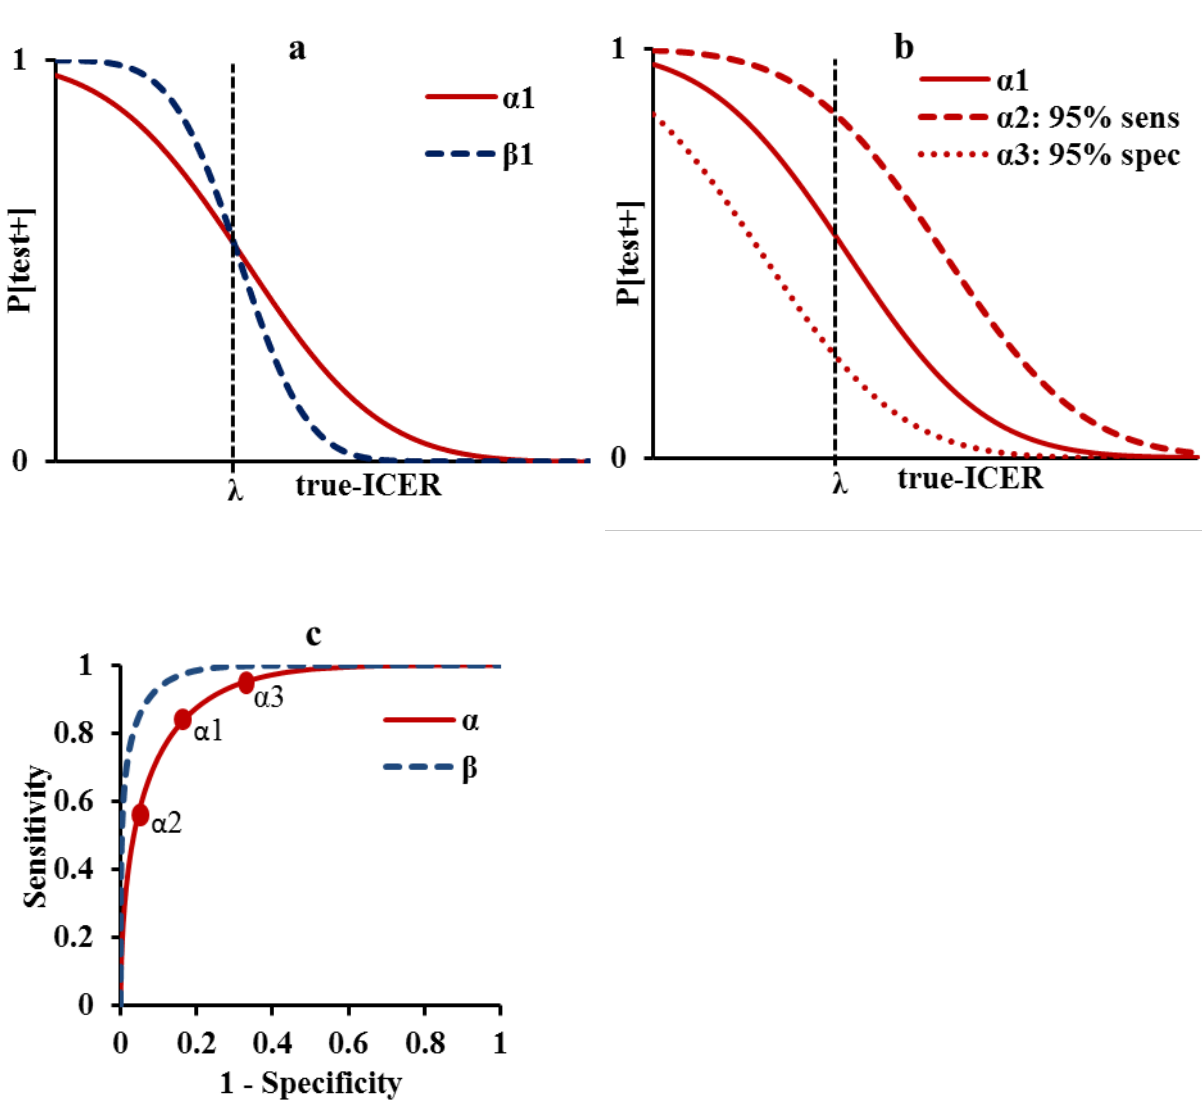 a
1
α1
β1
P[test+]
0
λ
true-ICER
b
1
α1
α2: 95% sens
α3: 95% spec
P[test+]
0
λ
true-ICER
c
1
0.8
0.6
0.4
0.2
0
Sensitivity
α3
α1
α2
α
β
0 0.2 0.4 0.6 0.8 1
1 - Specificity